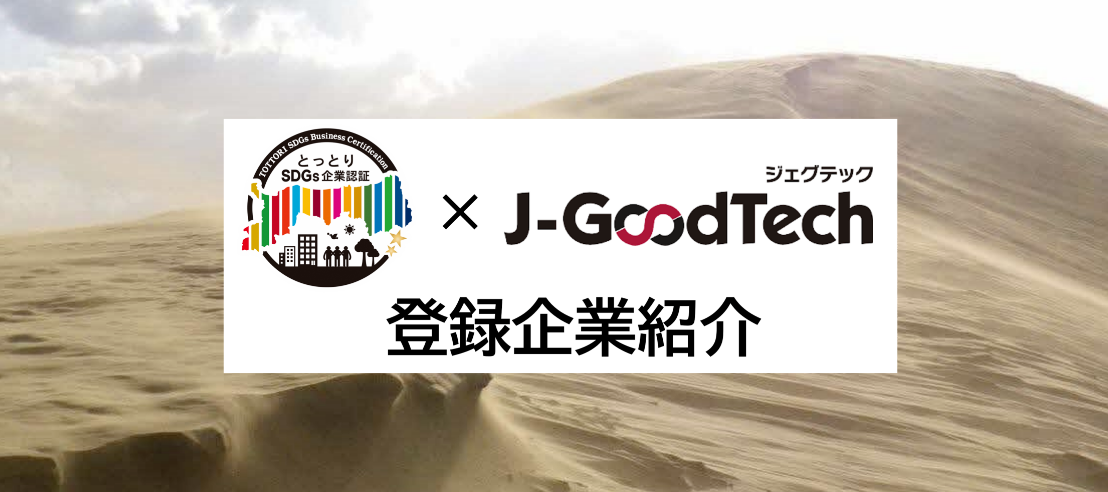 TOTTORI SDGs Business Certification
とっとり
SDGs企業認証
×
ジェグテック
J-GoodTech
登録企業紹介